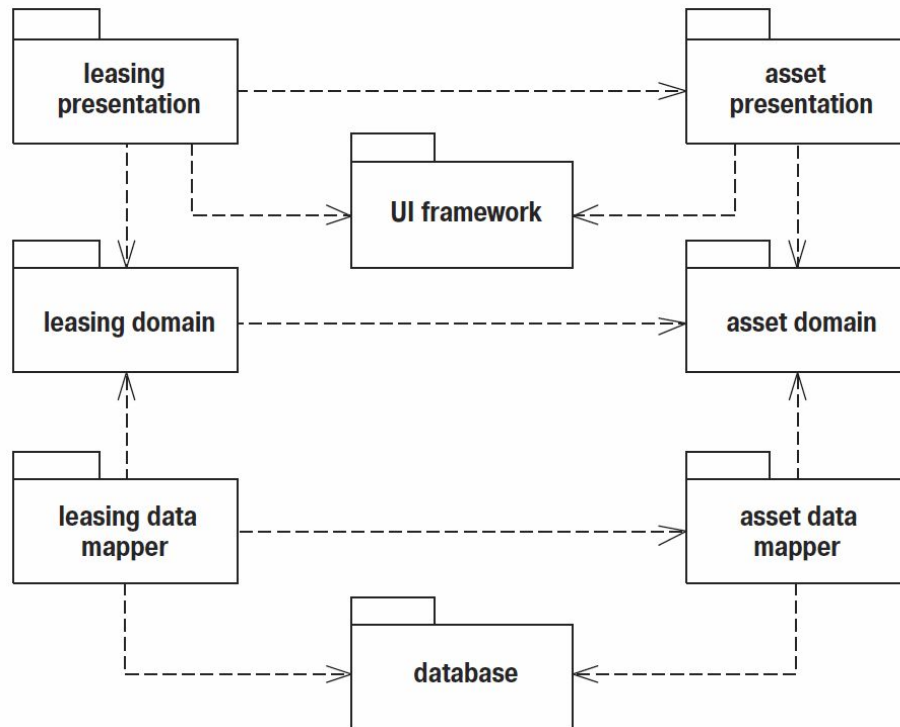 leasing
presentation
asset
presentation
UI framework
leasing domain
asset domain
leasing data
mapper
asset data
mapper
database